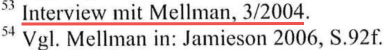 53 Interview mit Mellman, 3/2004.
54 Vgl. Mellman in: Jamieson 2006, S.92f.